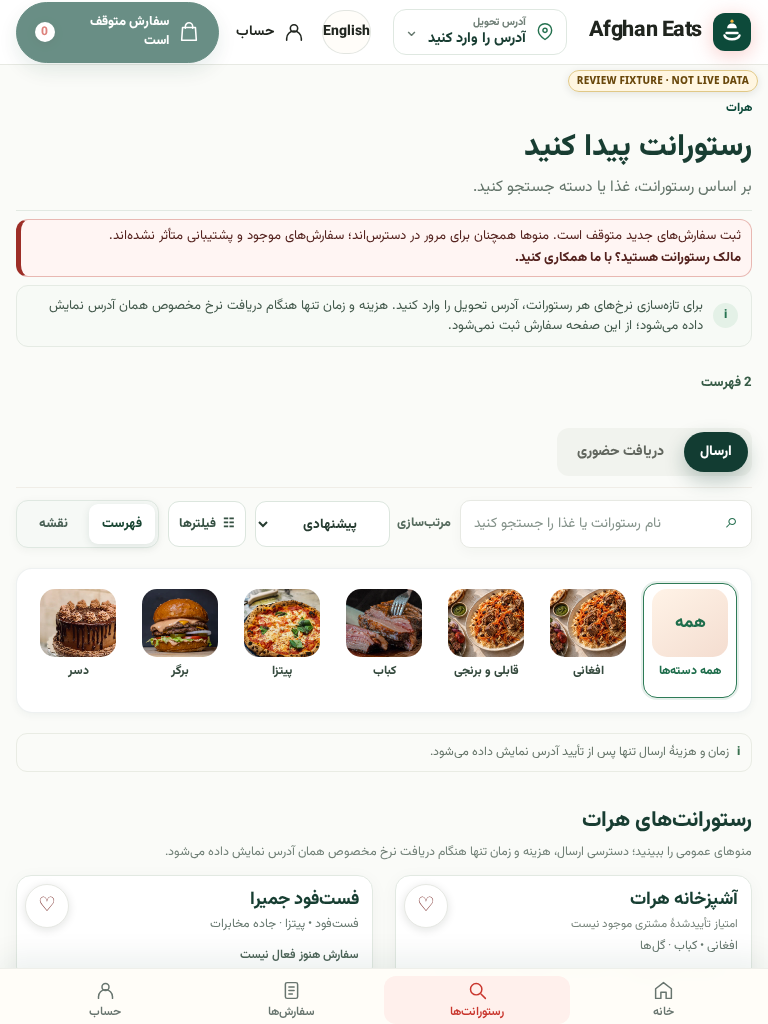 Afghan Eats
آدرس تحویل
آدرس را وارد کنید
English
حساب
سفارش متوقف است
0
REVIEW FIXTURE · NOT LIVE DATA
هرات
رستورانت پیدا کنید
بر اساس رستورانت، غذا یا دسته جستجو کنید.
ثبت سفارش‌های جدید متوقف است. منوها همچنان برای مرور در دسترس‌اند؛ سفارش‌های موجود و پشتیبانی متأثر نشده‌اند.
مالک رستورانت هستید؟ با ما همکاری کنید.
i
برای تازه‌سازی نرخ‌های هر رستورانت، آدرس تحویل را وارد کنید. هزینه و زمان تنها هنگام دریافت نرخ مخصوص همان آدرس نمایش
داده می‌شود؛ از این صفحه سفارش ثبت نمی‌شود.
2 فهرست
ارسال
دریافت حضوری
نام رستورانت یا غذا را جستجو کنید
مرتب‌سازی
پیشنهادی
فیلترها
فهرست
نقشه
همه
همه دسته‌ها
افغانی
قابلی و برنجی
کباب
پیتزا
برگر
دسر
i زمان و هزینهٔ ارسال تنها پس از تأیید آدرس نمایش داده می‌شود.
رستورانت‌های هرات
منوهای عمومی را ببینید؛ دسترسی ارسال، هزینه و زمان تنها هنگام دریافت نرخ مخصوص همان آدرس نمایش داده می‌شود.
آشپزخانه هرات
امتیاز تأییدشدهٔ مشتری موجود نیست
افغانی • کباب · گل‌ها
فست‌فود جمیرا
فست‌فود • پیتزا · جاده مخابرات
سفارش هنوز فعال نیست
خانه
رستورانت‌ها
سفارش‌ها
حساب